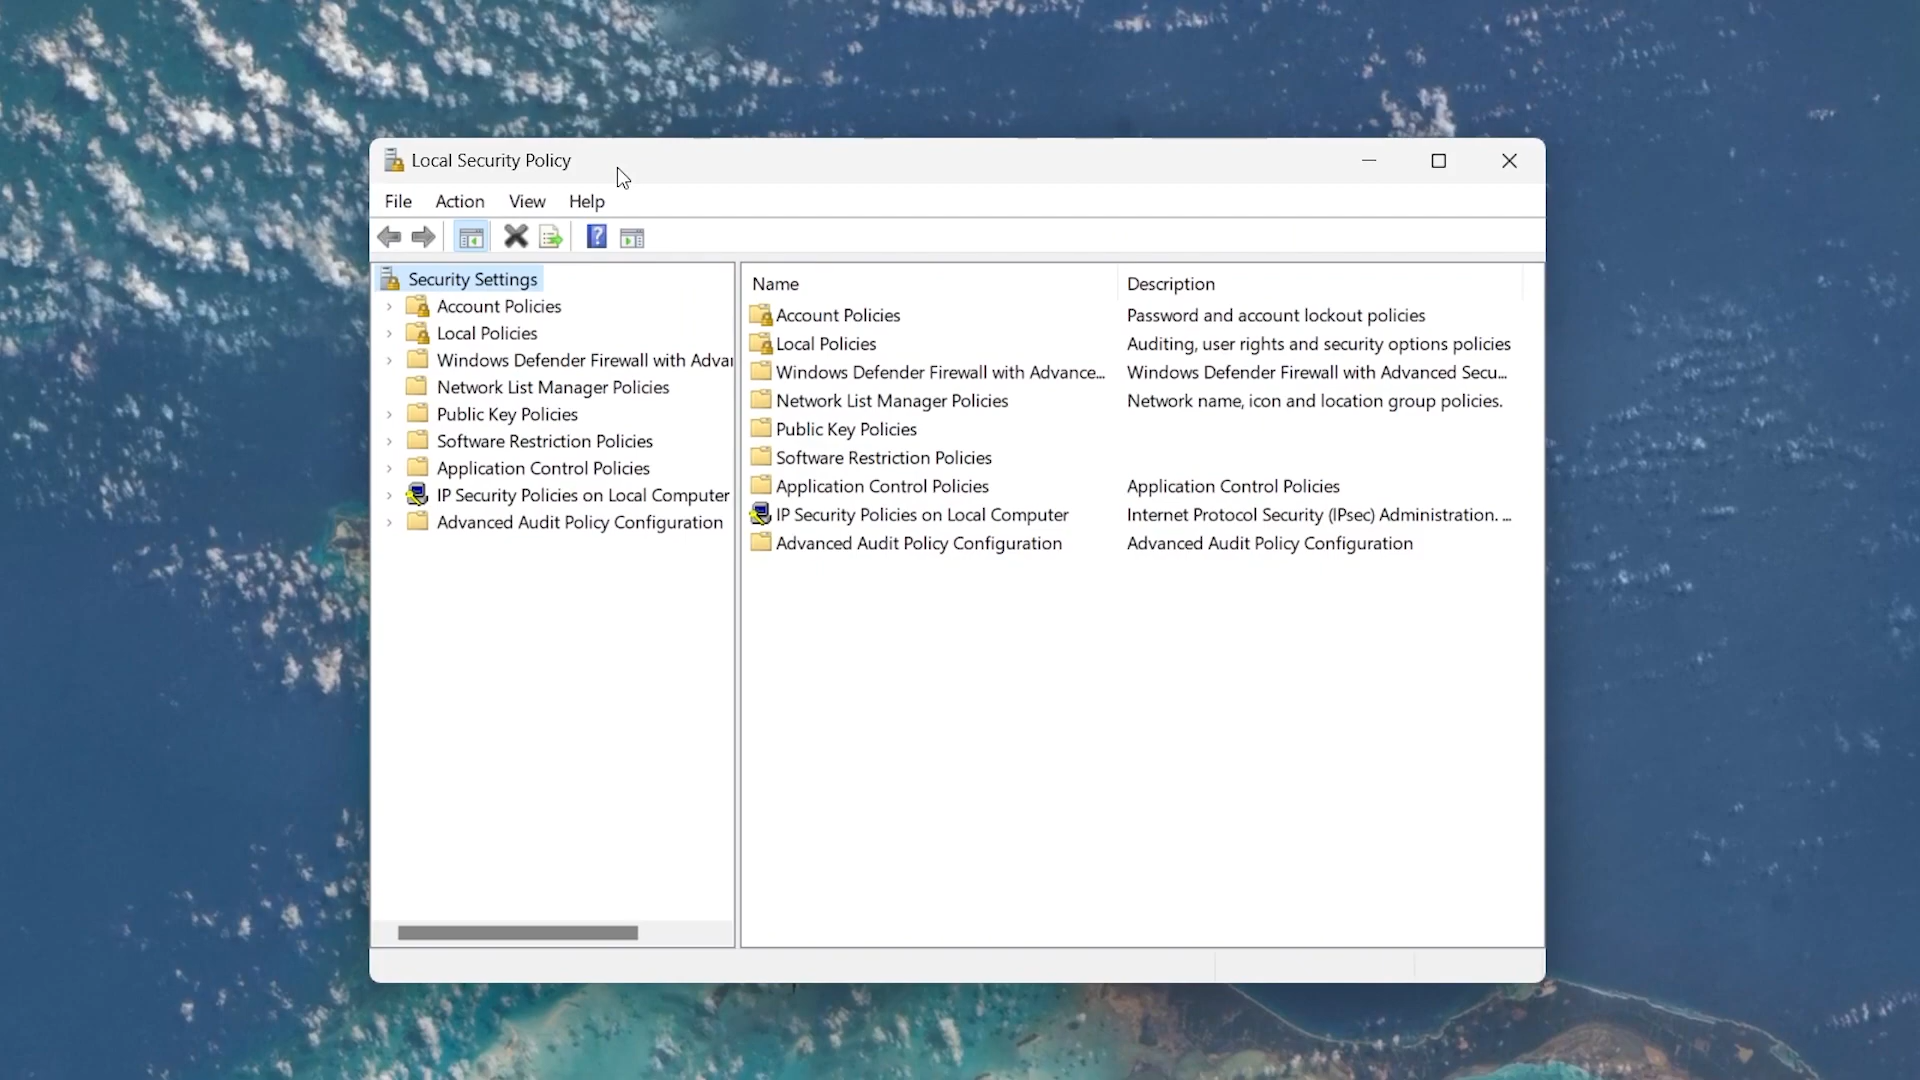 Local Security Policy
File Action View Help
Security Settings
Account Policies
Local Policies
Windows Defender Firewall with Advan
Network List Manager Policies
Public Key Policies
Software Restriction Policies
Application Control Policies
IP Security Policies on Local Computer
Advanced Audit Policy Configuration
Name Description
Account Policies Password and account lockout policies
Local Policies Auditing, user rights and security options policies
Windows Defender Firewall with Advance... Windows Defender Firewall with Advanced Secu...
Network List Manager Policies Network name, icon and location group policies.
Public Key Policies
Software Restriction Policies
Application Control Policies Application Control Policies
IP Security Policies on Local Computer Internet Protocol Security (IPsec) Administration. ...
Advanced Audit Policy Configuration Advanced Audit Policy Configuration